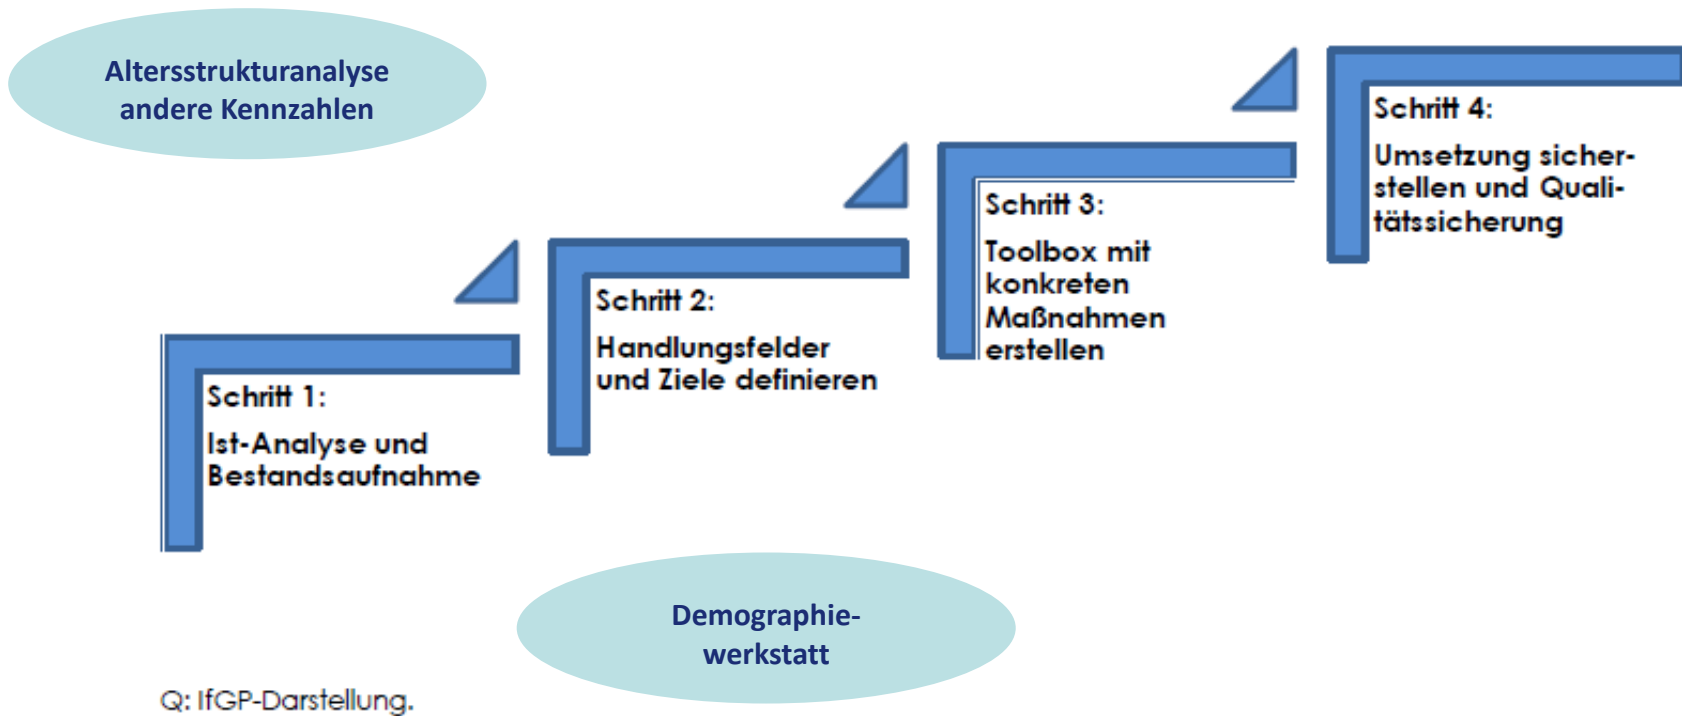 Altersstrukturanalyse
andere Kennzahlen
Schritt 1:
Ist-Analyse und
Bestandsaufnahme
Schritt 2:
Handlungsfelder
und Ziele definieren
Schritt 3:
Toolbox mit
konkreten
Maßnahmen
erstellen
Schritt 4:
Umsetzung sicher-
stellen und Quali-
tätssicherung
Demographie-
werkstatt
Q: IfGP-Darstellung.